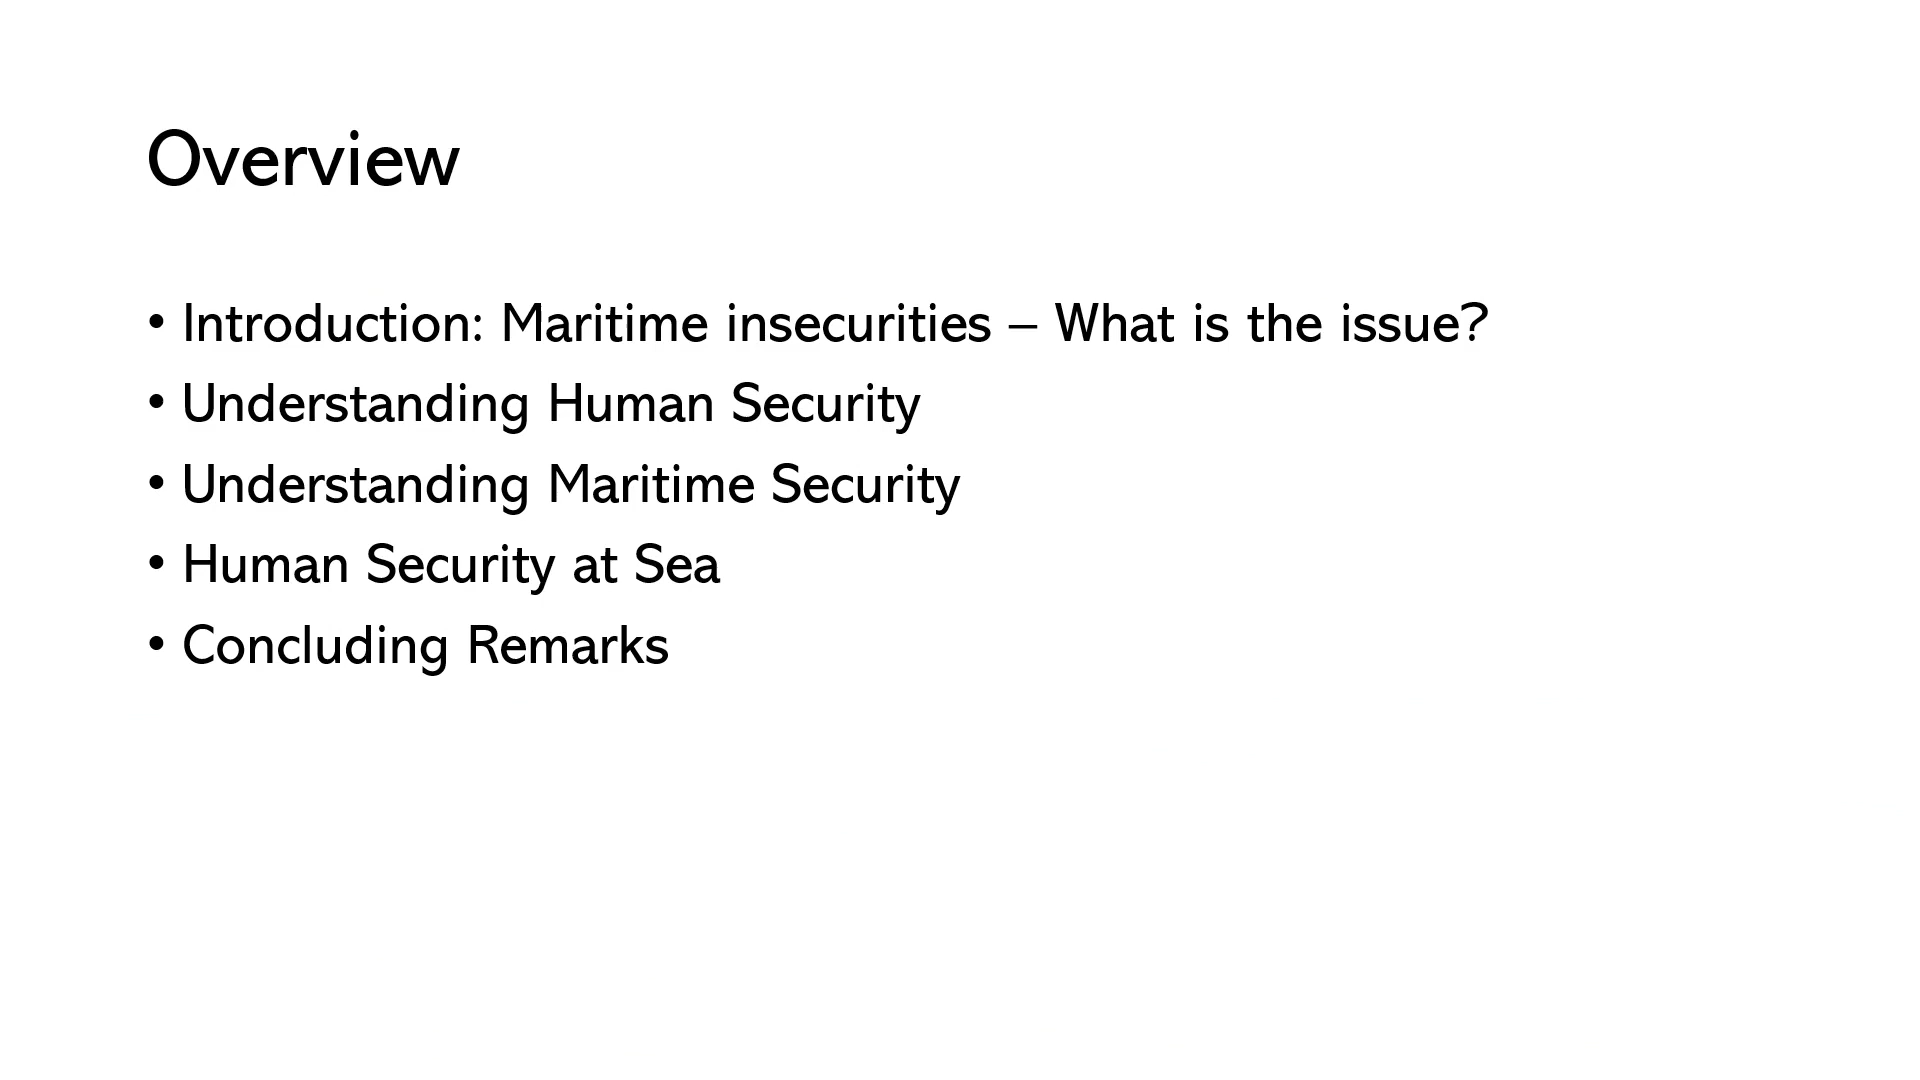 Overview
• Introduction: Maritime insecurities – What is the issue?
• Understanding Human Security
• Understanding Maritime Security
• Human Security at Sea
• Concluding Remarks